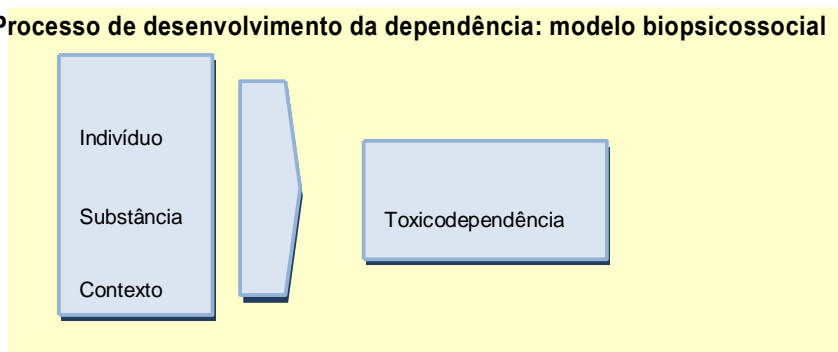 Processo de desenvolvimento da dependência: modelo biopsicossocial
Indivíduo
Substância
Contexto
Toxicodependência